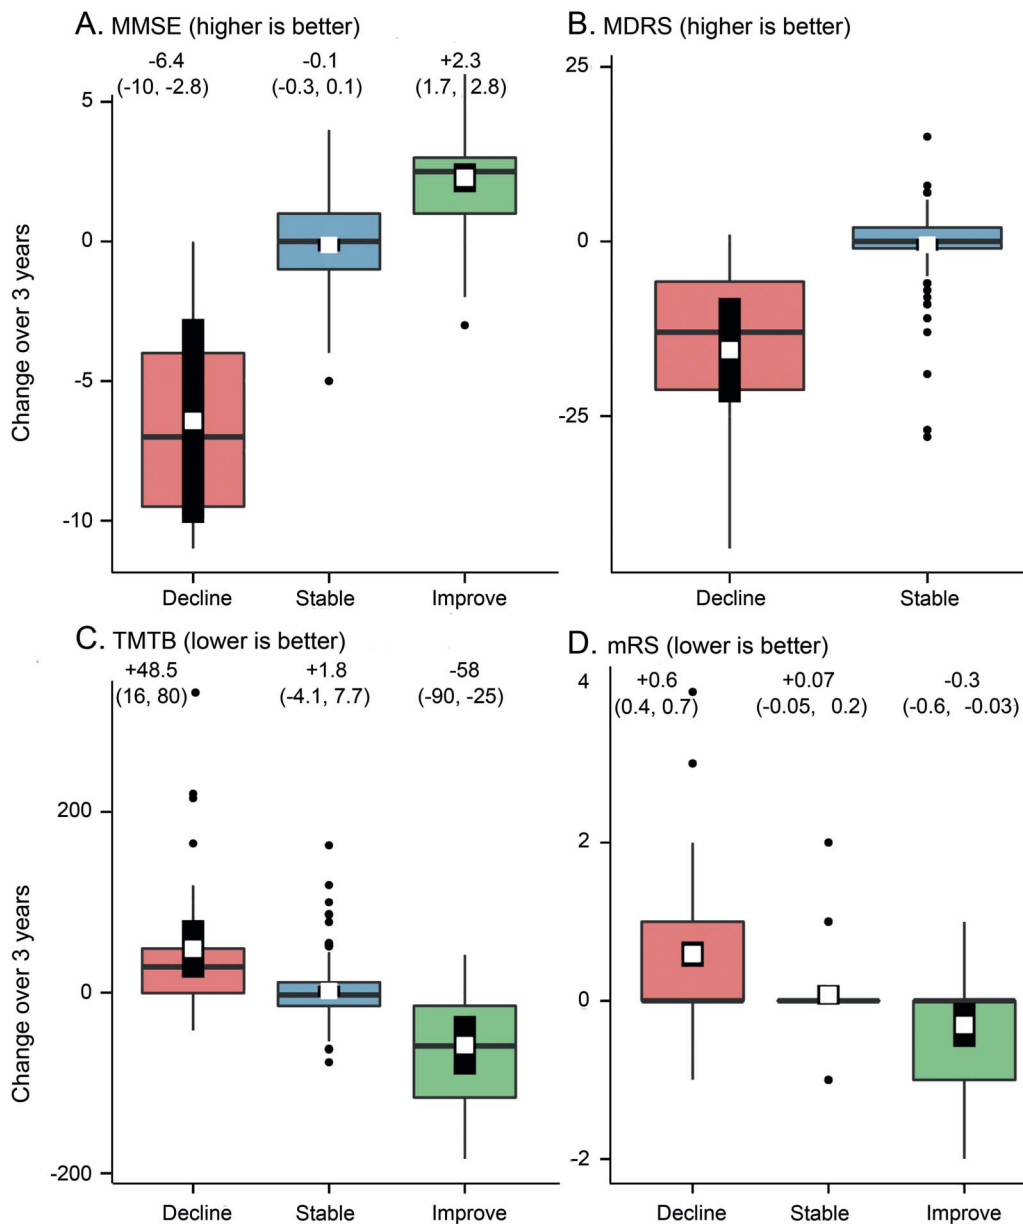 A. MMSE (higher is better)
-6.4 -0.1 +2.3
(-10, -2.8) (-0.3, 0.1) (1.7, 2.8)
5
0
-5
-10
Change over 3 years
Decline Stable Improve
B. MDRS (higher is better)
25
0
-25
Decline Stable
C. TMTB (lower is better)
+48.5 +1.8 -58
(16, 80) (-4.1, 7.7) (-90, -25)
200
0
-200
Change over 3 years
Decline Stable Improve
D. mRS (lower is better)
+0.6 +0.07 -0.3
(0.4, 0.7) (-0.05, 0.2) (-0.6, -0.03)
4
2
0
-2
Decline Stable Improve